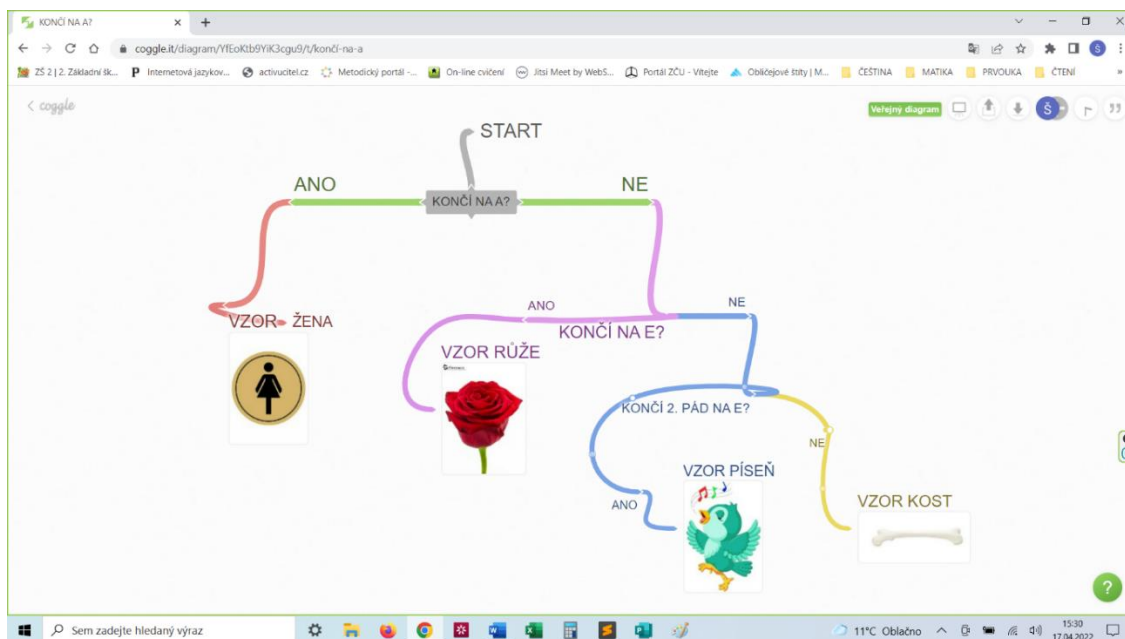 KONČÍ NA A?
coggle.it/diagram/YfEoKtb9YiK3cgu9/t/končí-na-a
ZŠ 2 | 2. Základní šk... Internetová jazykov... activucitel.cz Metodický portál -... On-line cvičení Jitsi Meet by WebS... Portál ZČU - Vítejte Obličejové štíty | M... ČEŠTINA MATIKA PRVOUKA ČTENÍ »
< coggle
Veřejný diagram
Š
START
ANO
NE
KONČÍ NA A?
VZOR - ŽENA
ANO
NE
KONČÍ NA E?
VZOR RŮŽE
KONČÍ 2. PÁD NA E?
NE
VZOR PÍSEŇ
ANO
VZOR KOST
?
Sem zadejte hledaný výraz
11°C Oblačno
15:30
17.04.2022